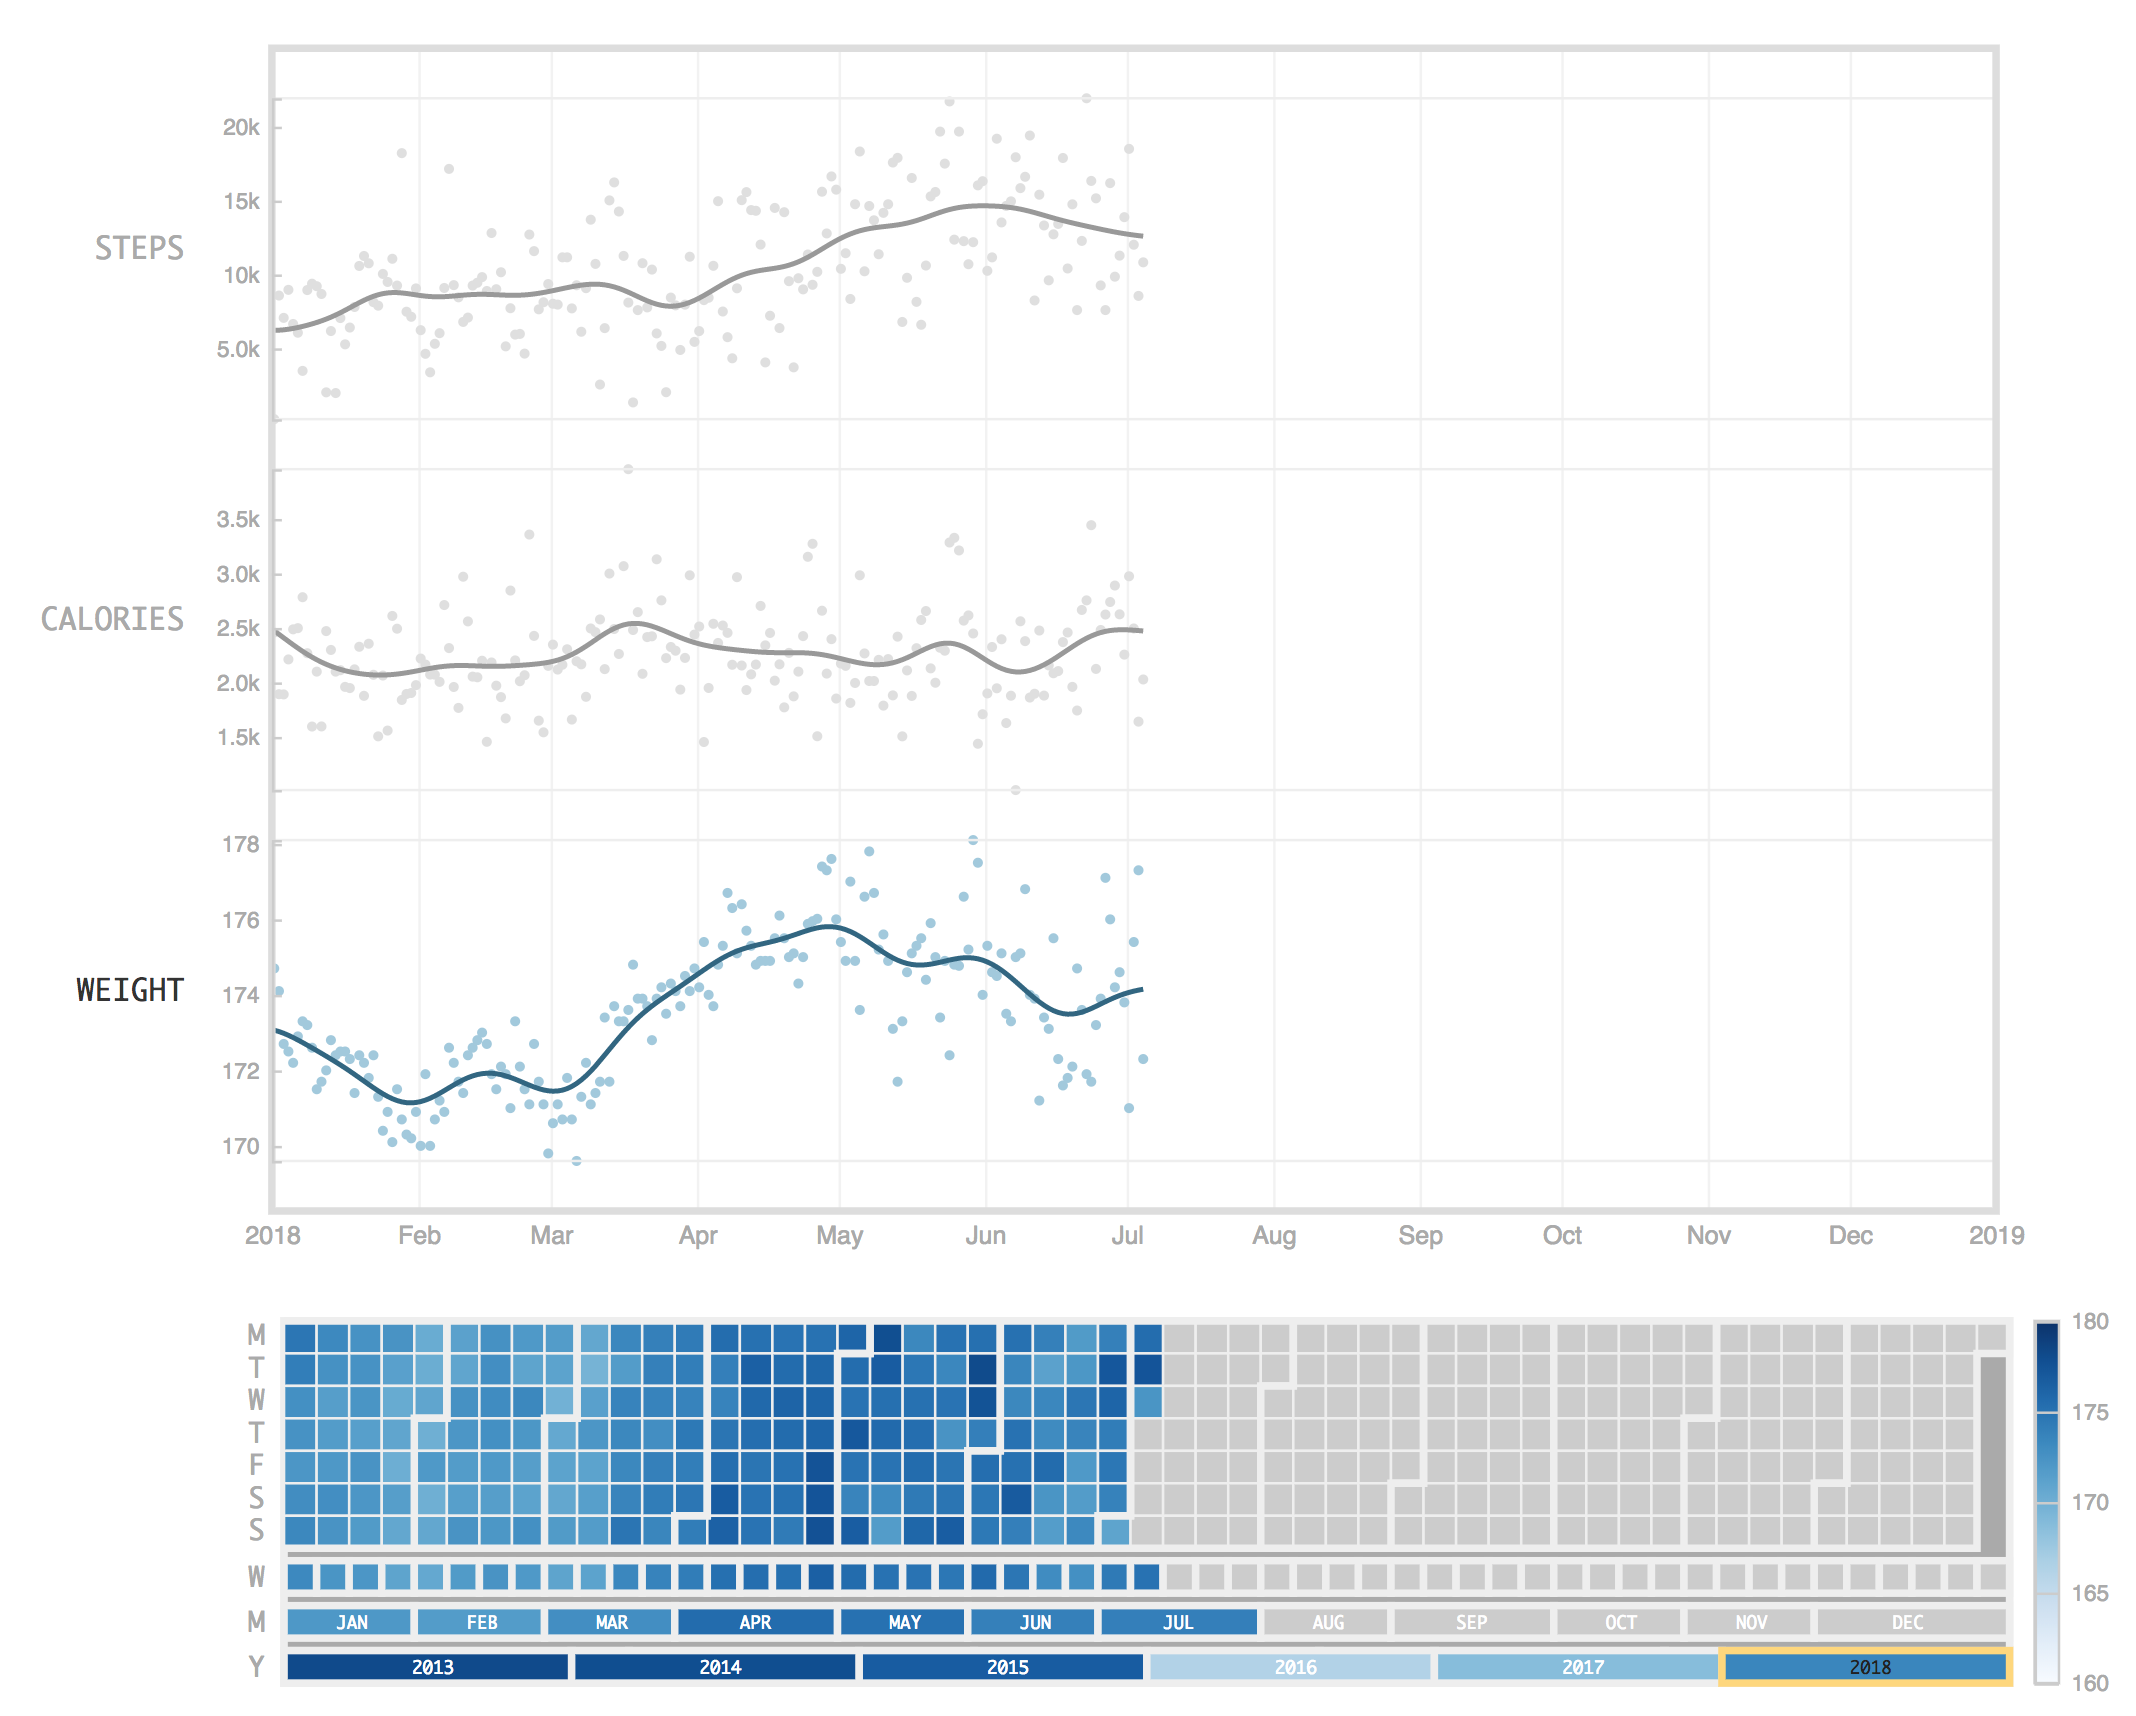 20k
15k
STEPS
10k
5.0k
3.5k
3.0k
CALORIES
2.5k
2.0k
1.5k
178
176
WEIGHT
174
172
170
2018 Feb Mar Apr May Jun Jul Aug Sep Oct Nov Dec 2019
M
T
W
T
F
S
S
W
M JAN FEB MAR APR MAY JUN JUL AUG SEP OCT NOV DEC
Y 2013 2014 2015 2016 2017 2018
180
175
170
165
160